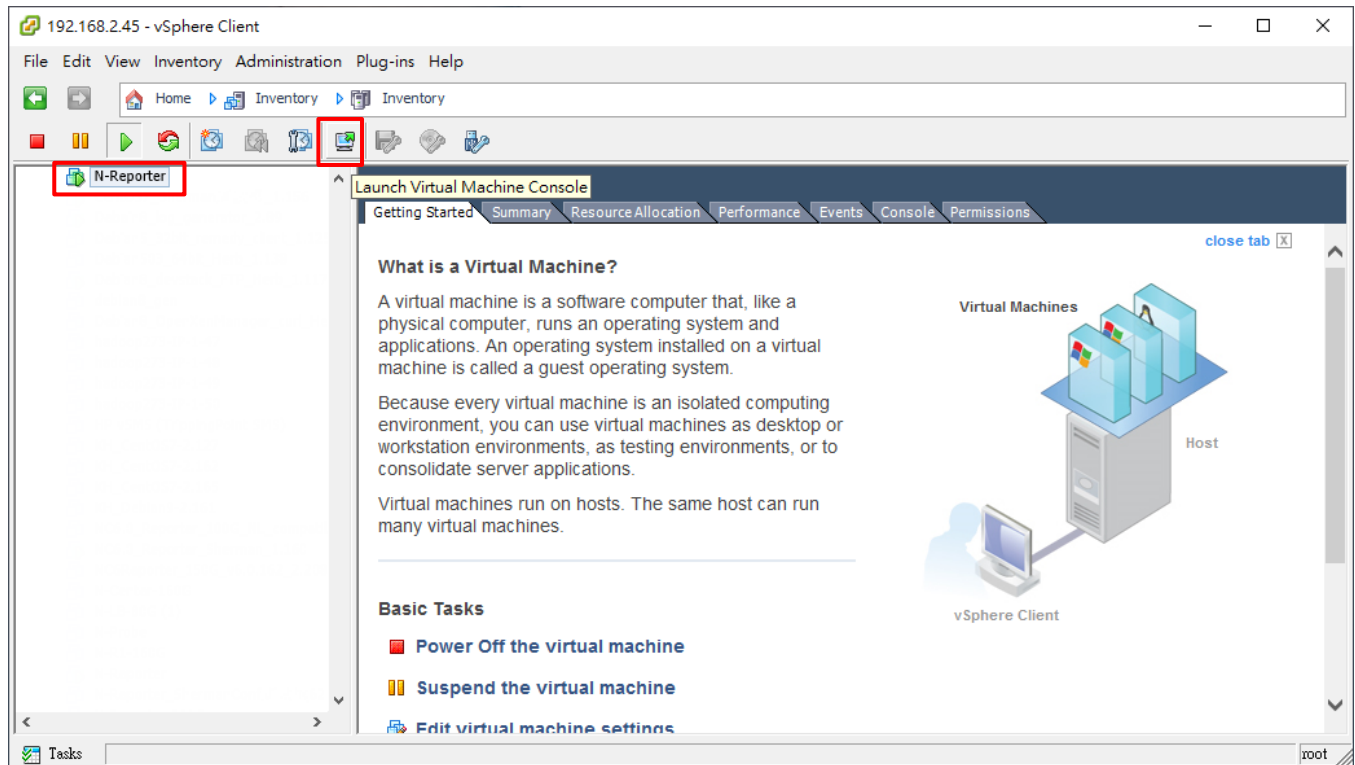 192.168.2.45 - vSphere Client
File Edit View Inventory Administration Plug-ins Help
Home Inventory Inventory
N-Reporter
Launch Virtual Machine Console
Getting Started Summary Resource Allocation Performance Events Console Permissions
close tab X
What is a Virtual Machine?
A virtual machine is a software computer that, like a
physical computer, runs an operating system and
applications. An operating system installed on a virtual
machine is called a guest operating system.
Because every virtual machine is an isolated computing
environment, you can use virtual machines as desktop or
workstation environments, as testing environments, or to
consolidate server applications.
Virtual machines run on hosts. The same host can run
many virtual machines.
Virtual Machines
Host
vSphere Client
Basic Tasks
Power Off the virtual machine
Suspend the virtual machine
Edit virtual machine settings
Tasks
root